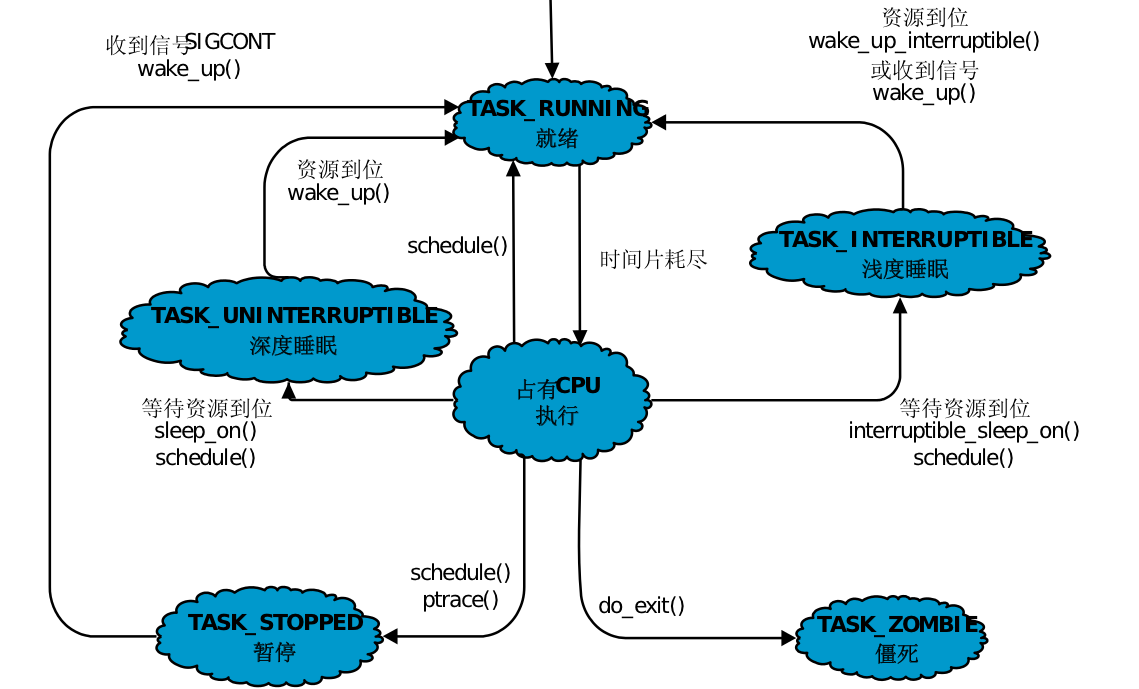 收到信号SIGCONT
wake_up()
资源到位
wake_up_interruptible()
或收到信号
wake_up()
TASK_RUNNING
就绪
资源到位
wake_up()
schedule()
时间片耗尽
TASK_INTERRUPTIBLE
浅度睡眠
TASK_UNINTERRUPTIBLE
深度睡眠
占有CPU
执行
等待资源到位
sleep_on()
schedule()
等待资源到位
interruptible_sleep_on()
schedule()
schedule()
ptrace()
do_exit()
TASK_STOPPED
暂停
TASK_ZOMBIE
僵死